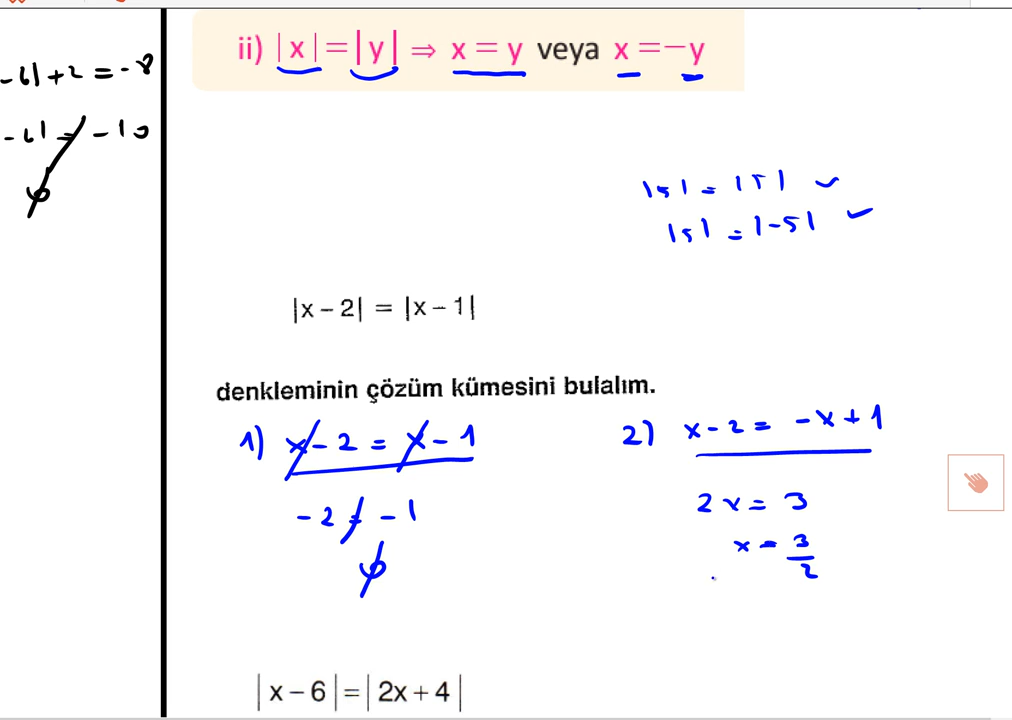 ii) |x|=|y| ⇒ x = y veya x =−y
-6|+2 = -8
-6| ≠ -10
∅
|5| = |5| ✓
|5| = |-5| ✓
|x − 2| = |x − 1|
denkleminin çözüm kümesini bulalım.
1) x - 2 = x - 1
-2 ≠ -1
∅
2) x - 2 = -x + 1
2x = 3
x = 3/2
|x − 6|=|2x + 4|